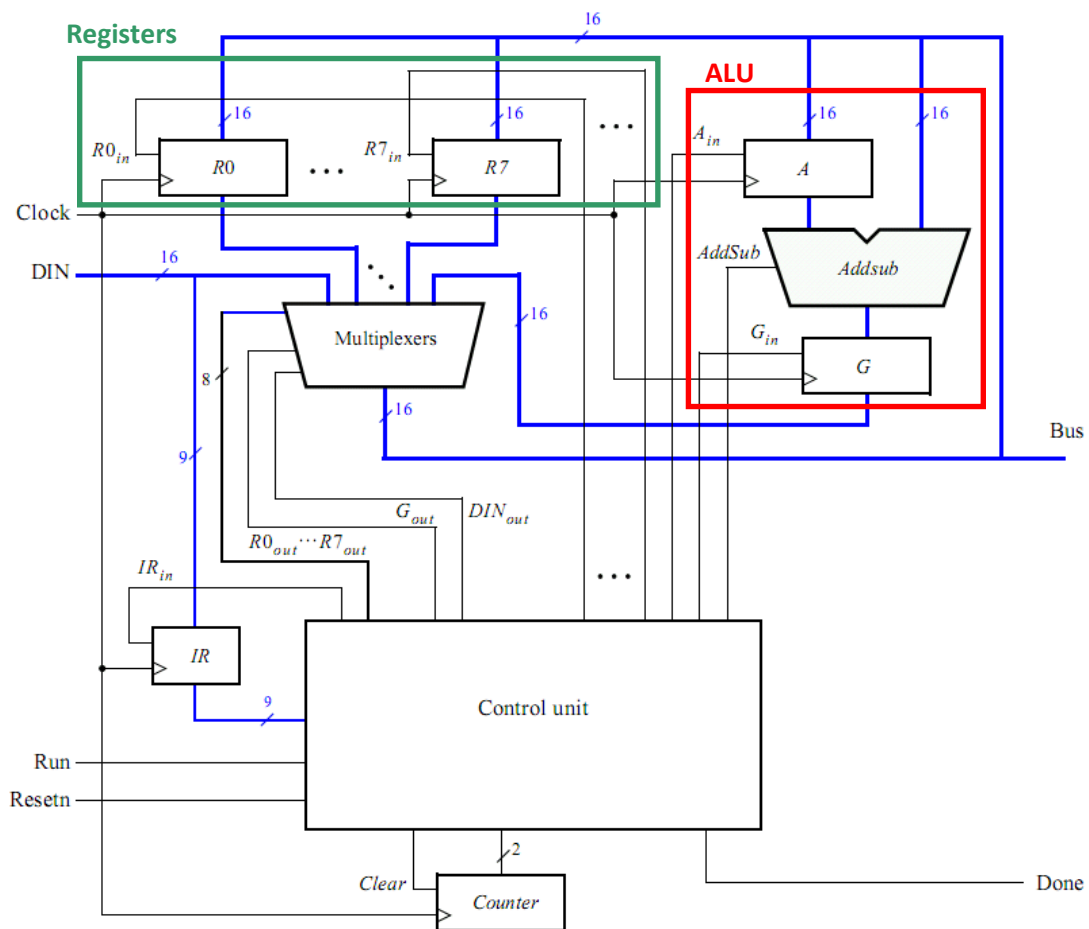 16
Registers
ALU
16
16
16
16
R0in
R7in
Ain
R0
...
R7
...
A
Clock
DIN
16
AddSub
Addsub
Multiplexers
16
Gin
8
G
16
Bus
9
Gout
DINout
R0out...R7out
IRin
...
IR
9
Control unit
Run
Resetn
2
Clear
Counter
Done